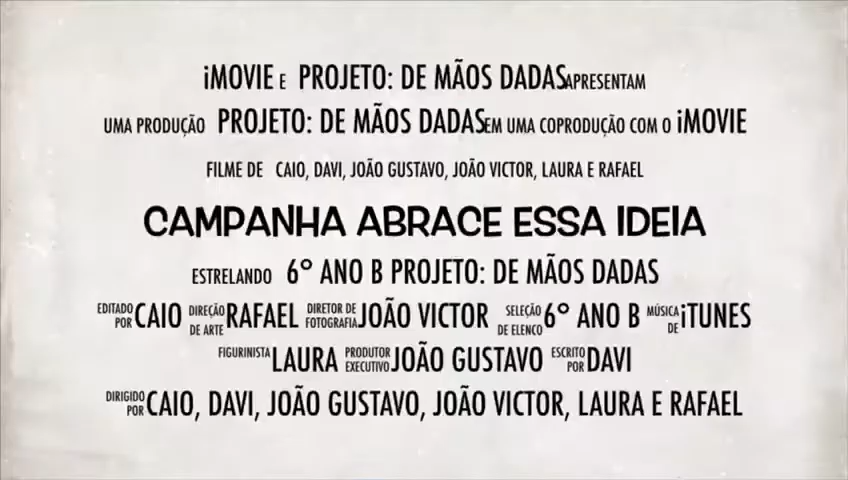 iMOVIE E PROJETO: DE MÃOS DADAS APRESENTAM
UMA PRODUÇÃO PROJETO: DE MÃOS DADAS EM UMA COPRODUÇÃO COM O iMOVIE
FILME DE CAIO, DAVI, JOÃO GUSTAVO, JOÃO VICTOR, LAURA E RAFAEL
CAMPANHA ABRACE ESSA IDEIA
ESTRELANDO 6º ANO B PROJETO: DE MÃOS DADAS
EDITADO POR CAIO DIREÇÃO DE ARTE RAFAEL DIRETOR DE FOTOGRAFIA JOÃO VICTOR SELEÇÃO DE ELENCO 6º ANO B MÚSICA DE iTUNES
FIGURINISTA LAURA PRODUTOR EXECUTIVO JOÃO GUSTAVO ESCRITO POR DAVI
DIRIGIDO POR CAIO, DAVI, JOÃO GUSTAVO, JOÃO VICTOR, LAURA E RAFAEL